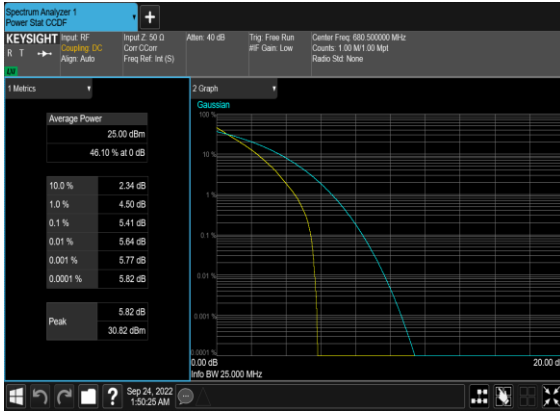 Spectrum Analyzer 1
Power Stat CCDF
KEYSIGHT
R T
Input: RF
Coupling: DC
Align: Auto
Input Z: 50 Ω
Corr CCorr
Freq Ref: Int (S)
Atten: 40 dB
Trig: Free Run
#IF Gain: Low
Center Freq: 680.500000 MHz
Counts: 1.00 M/1.00 Mpt
Radio Std: None
1 Metrics
Average Power
25.00 dBm
46.10 % at 0 dB
10.0 % 2.34 dB
1.0 % 4.50 dB
0.1 % 5.41 dB
0.01 % 5.64 dB
0.001 % 5.77 dB
0.0001 % 5.82 dB
Peak
5.82 dB
30.82 dBm
2 Graph
Gaussian
100 %
10 %
1 %
0.1 %
0.01 %
0.001 %
0.0001 %
0.00 dB
20.00 d
Info BW 25.000 MHz
?
Sep 24, 2022
1:50:25 AM